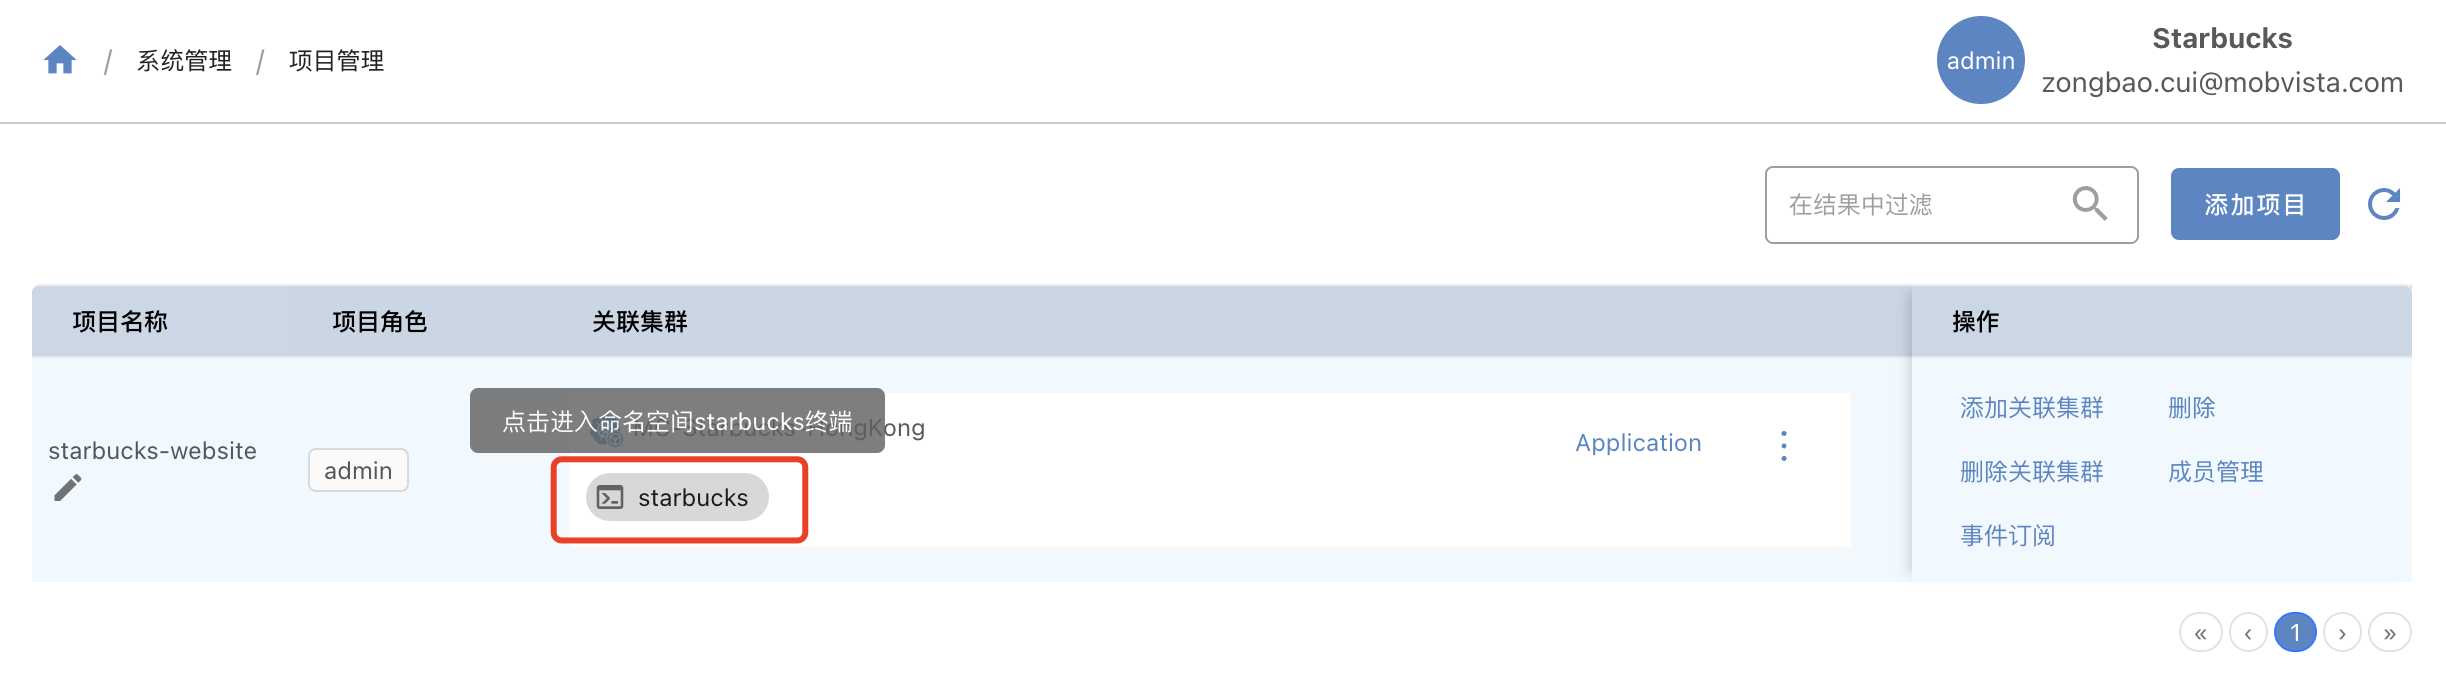 / 系统管理 / 项目管理
admin
Starbucks
zongbao.cui@mobvista.com
在结果中过滤
添加项目
项目名称
项目角色
关联集群
操作
starbucks-website
admin
点击进入命名空间starbucks终端
Kong
starbucks
Application
添加关联集群
删除
删除关联集群
成员管理
事件订阅
« ‹ 1 › »